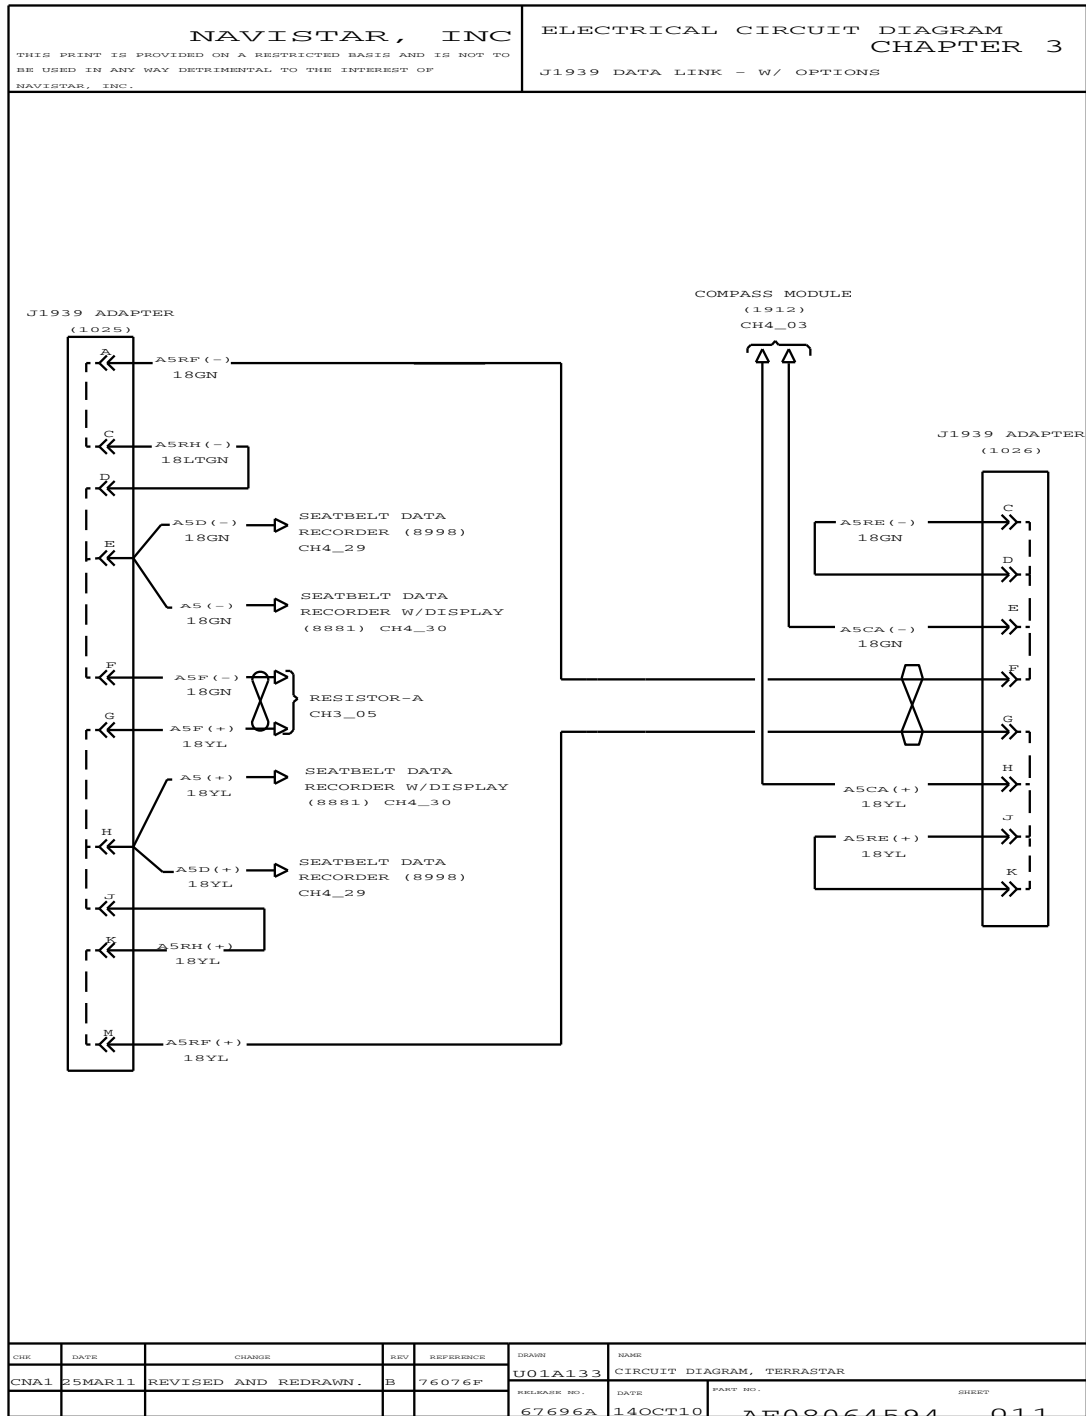 NAVISTAR, INC
THIS PRINT IS PROVIDED ON A RESTRICTED BASIS AND IS NOT TO
BE USED IN ANY WAY DETRIMENTAL TO THE INTEREST OF
NAVISTAR, INC.
ELECTRICAL CIRCUIT DIAGRAM
CHAPTER 3
J1939 DATA LINK - W/ OPTIONS
COMPASS MODULE
(1912)
CH4_03
J1939 ADAPTER
(1025)
A
A5RF(-)
18GN
C
A5RH(-)
18LTGN
D
E
A5D(-)
18GN
SEATBELT DATA
RECORDER (8998)
CH4_29
A5(-)
18GN
SEATBELT DATA
RECORDER W/DISPLAY
(8881) CH4_30
F
A5F(-)
18GN
RESISTOR-A
CH3_05
G
A5F(+)
18YL
A5(+)
18YL
SEATBELT DATA
RECORDER W/DISPLAY
(8881) CH4_30
H
A5D(+)
18YL
SEATBELT DATA
RECORDER (8998)
CH4_29
J
K
A5RH(+)
18YL
M
A5RF(+)
18YL
J1939 ADAPTER
(1026)
C
A5RE(-)
18GN
D
E
A5CA(-)
18GN
F
G
H
A5CA(+)
18YL
J
A5RE(+)
18YL
K
CHK DATE CHANGE REV REFERENCE
CNA1 25MAR11 REVISED AND REDRAWN. B 76076F
DRAWN
U01A133
NAME
CIRCUIT DIAGRAM, TERRASTAR
RELEASE NO.
67696A
DATE
14OCT10
PART NO.
AE08064594
SHEET
011